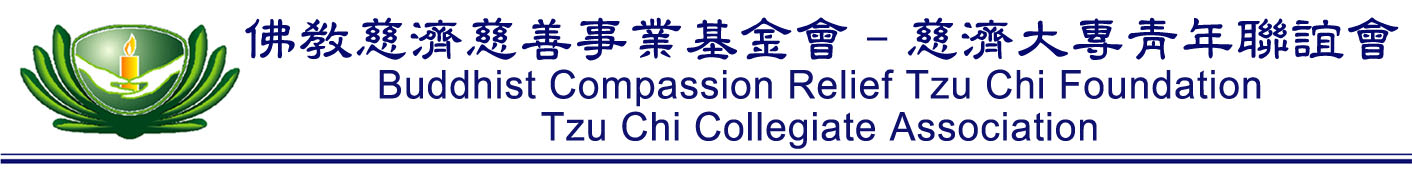 佛教慈濟慈善事業基金會 - 慈濟大專青年聯誼會
Buddhist Compassion Relief Tzu Chi Foundation
Tzu Chi Collegiate Association